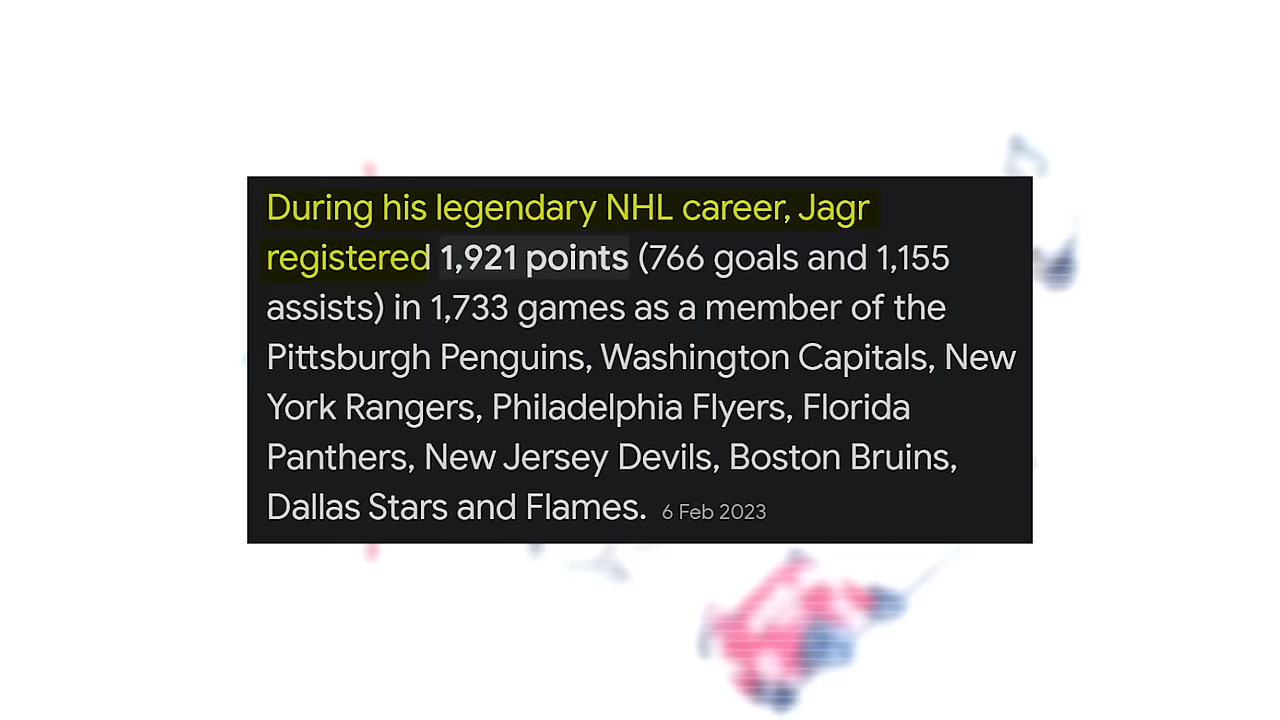 During his legendary NHL career, Jagr
registered 1,921 points (766 goals and 1,155
assists) in 1,733 games as a member of the
Pittsburgh Penguins, Washington Capitals, New
York Rangers, Philadelphia Flyers, Florida
Panthers, New Jersey Devils, Boston Bruins,
Dallas Stars and Flames. 6 Feb 2023